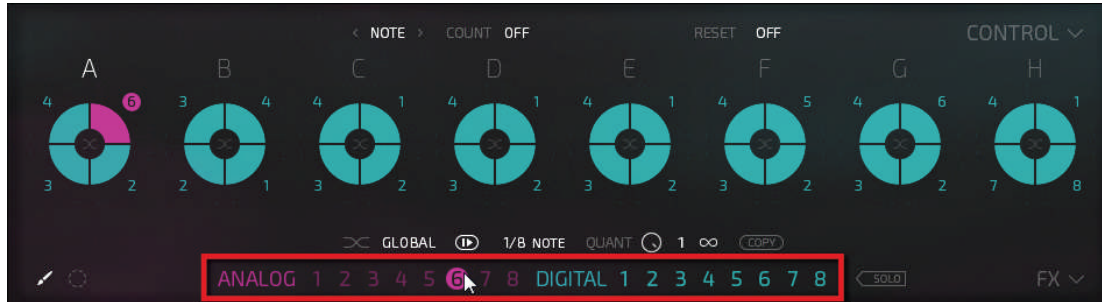 ‹ NOTE › COUNT OFF RESET OFF CONTROL
A B C D E F G H
4 6 3 4 4 1 4 1 4 1 4 5 4 6 4 1
3 2 2 1 3 2 3 2 3 2 3 2 3 2 7 8
GLOBAL 1/8 NOTE QUANT 1 ∞ COPY
ANALOG 1 2 3 4 5 6 7 8 DIGITAL 1 2 3 4 5 6 7 8 SOLO FX